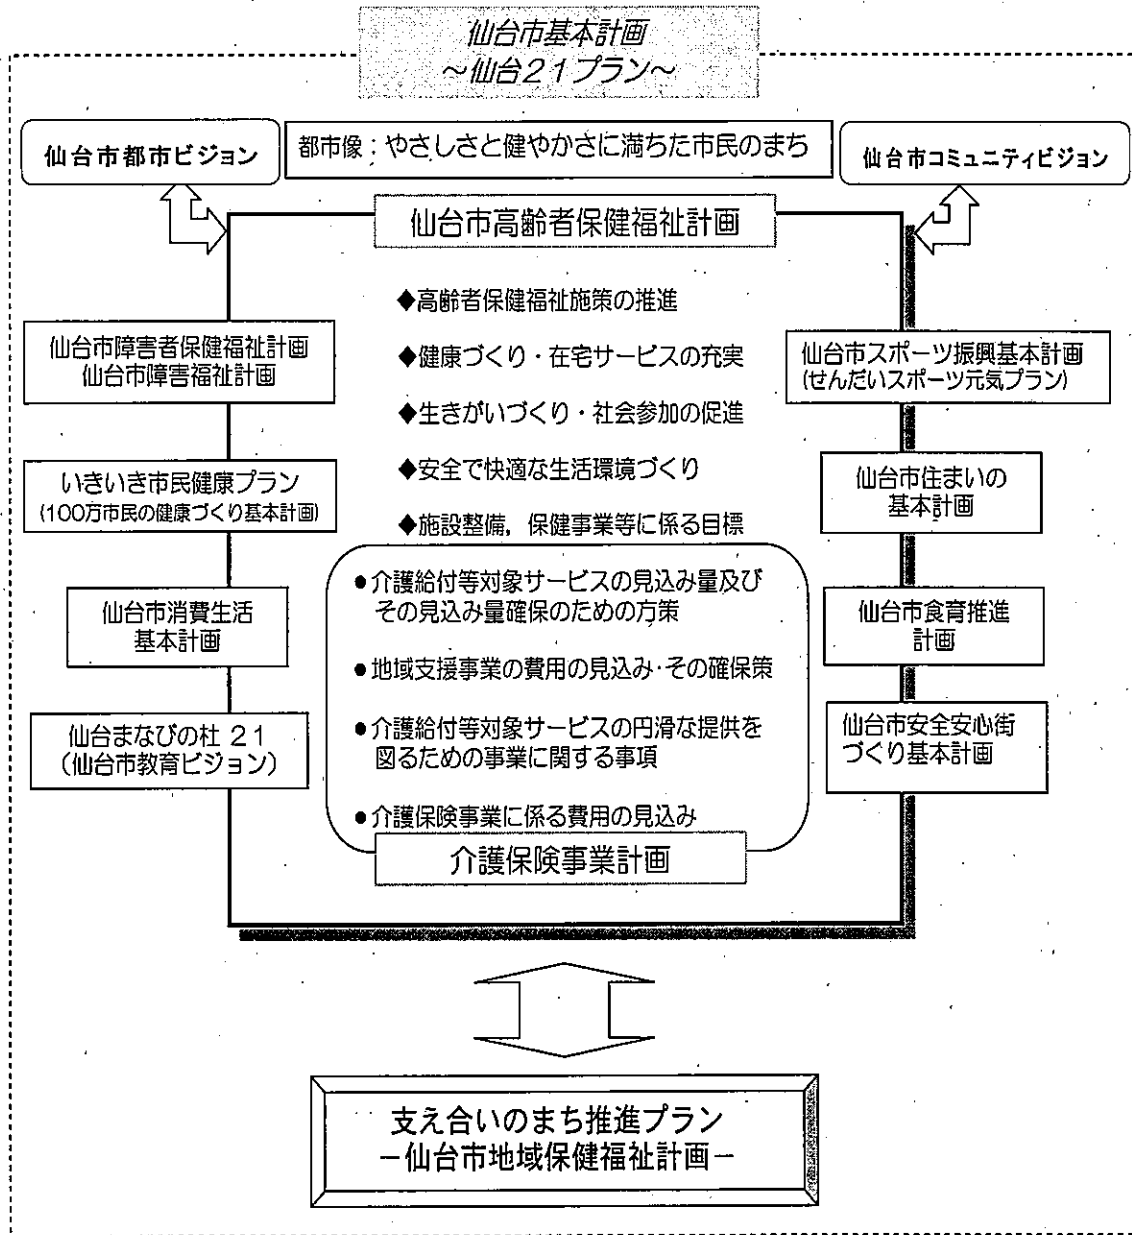 仙台市基本計画
～仙台21プラン～
仙台市都市ビジョン
都市像：やさしさと健やかさに満ちた市民のまち
仙台市コミュニティビジョン
仙台市高齢者保健福祉計画
◆高齢者保健福祉施策の推進
◆健康づくり・在宅サービスの充実
◆生きがいづくり・社会参加の促進
◆安全で快適な生活環境づくり
◆施設整備，保健事業等に係る目標
仙台市障害者保健福祉計画
仙台市障害福祉計画
いきいき市民健康プラン
(100万市民の健康づくり基本計画)
仙台市消費生活
基本計画
仙台まなびの杜 21
（仙台市教育ビジョン）
●介護給付等対象サービスの見込み量及び
その見込み量確保のための方策
●地域支援事業の費用の見込み・その確保策
●介護給付等対象サービスの円滑な提供を
図るための事業に関する事項
●介護保険事業に係る費用の見込み
介護保険事業計画
仙台市スポーツ振興基本計画
(せんだいスポーツ元気プラン)
仙台市住まいの
基本計画
仙台市食育推進
計画
仙台市安全安心街
づくり基本計画
支え合いのまち推進プラン
－仙台市地域保健福祉計画－